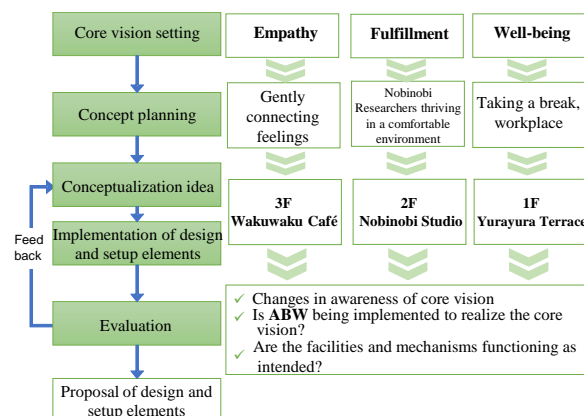 Core vision setting
Concept planning
Conceptualization idea
Implementation of design
and setup elements
Evaluation
Proposal of design and
setup elements
Feed
back
Empathy
Gently
connecting
feelings
3F
Wakuwaku Café
Fulfillment
Nobinobi
Researchers thriving
in a comfortable
environment
2F
Nobinobi Studio
Well-being
Taking a break,
workplace
1F
Yurayura Terrace
✓ Changes in awareness of core vision
✓ Is ABW being implemented to realize the core
vision?
✓ Are the facilities and mechanisms functioning as
intended?